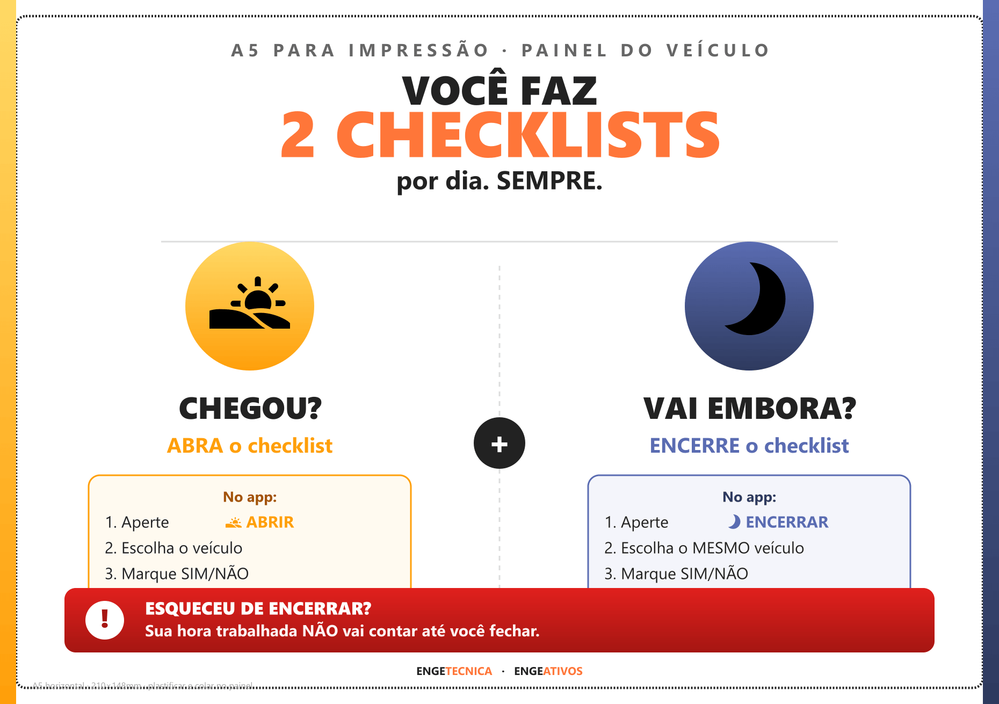 A5 PARA IMPRESSÃO · PAINEL DO VEÍCULO
VOCÊ FAZ
2 CHECKLISTS
por dia. SEMPRE.
CHEGOU?
ABRA o checklist
No app:
1. Aperte ABRIR
2. Escolha o veículo
3. Marque SIM/NÃO
+
VAI EMBORA?
ENCERRE o checklist
No app:
1. Aperte ENCERRAR
2. Escolha o MESMO veículo
3. Marque SIM/NÃO
! ESQUECEU DE ENCERRAR?
Sua hora trabalhada NÃO vai contar até você fechar.
ENGETECNICA · ENGEATIVOS
A5 horizontal · 210×148mm · plastificar e colar no painel